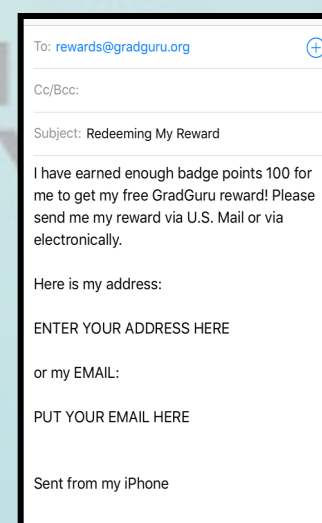 To: rewards@gradguru.org
Cc/Bcc:
Subject: Redeeming My Reward
I have earned enough badge points 100 for
me to get my free GradGuru reward! Please
send me my reward via U.S. Mail or via
electronically.
Here is my address:
ENTER YOUR ADDRESS HERE
or my EMAIL:
PUT YOUR EMAIL HERE
Sent from my iPhone